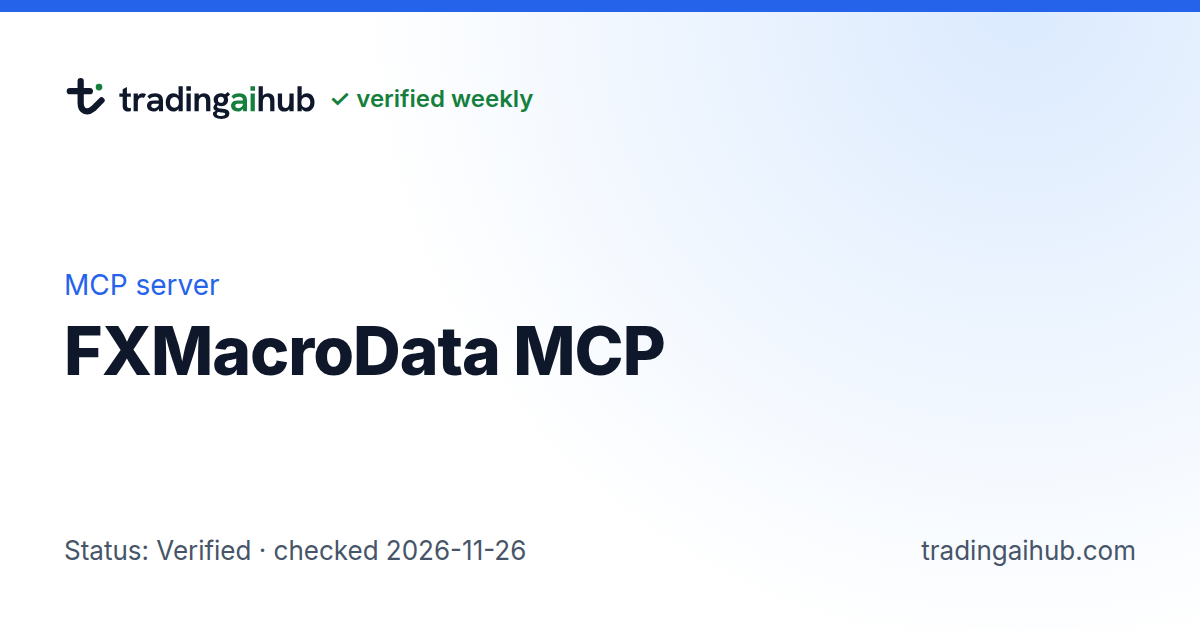 tradingaihub ✓ verified weekly
MCP server
FXMacroData MCP
Status: Verified · checked 2026-11-26
tradingaihub.com